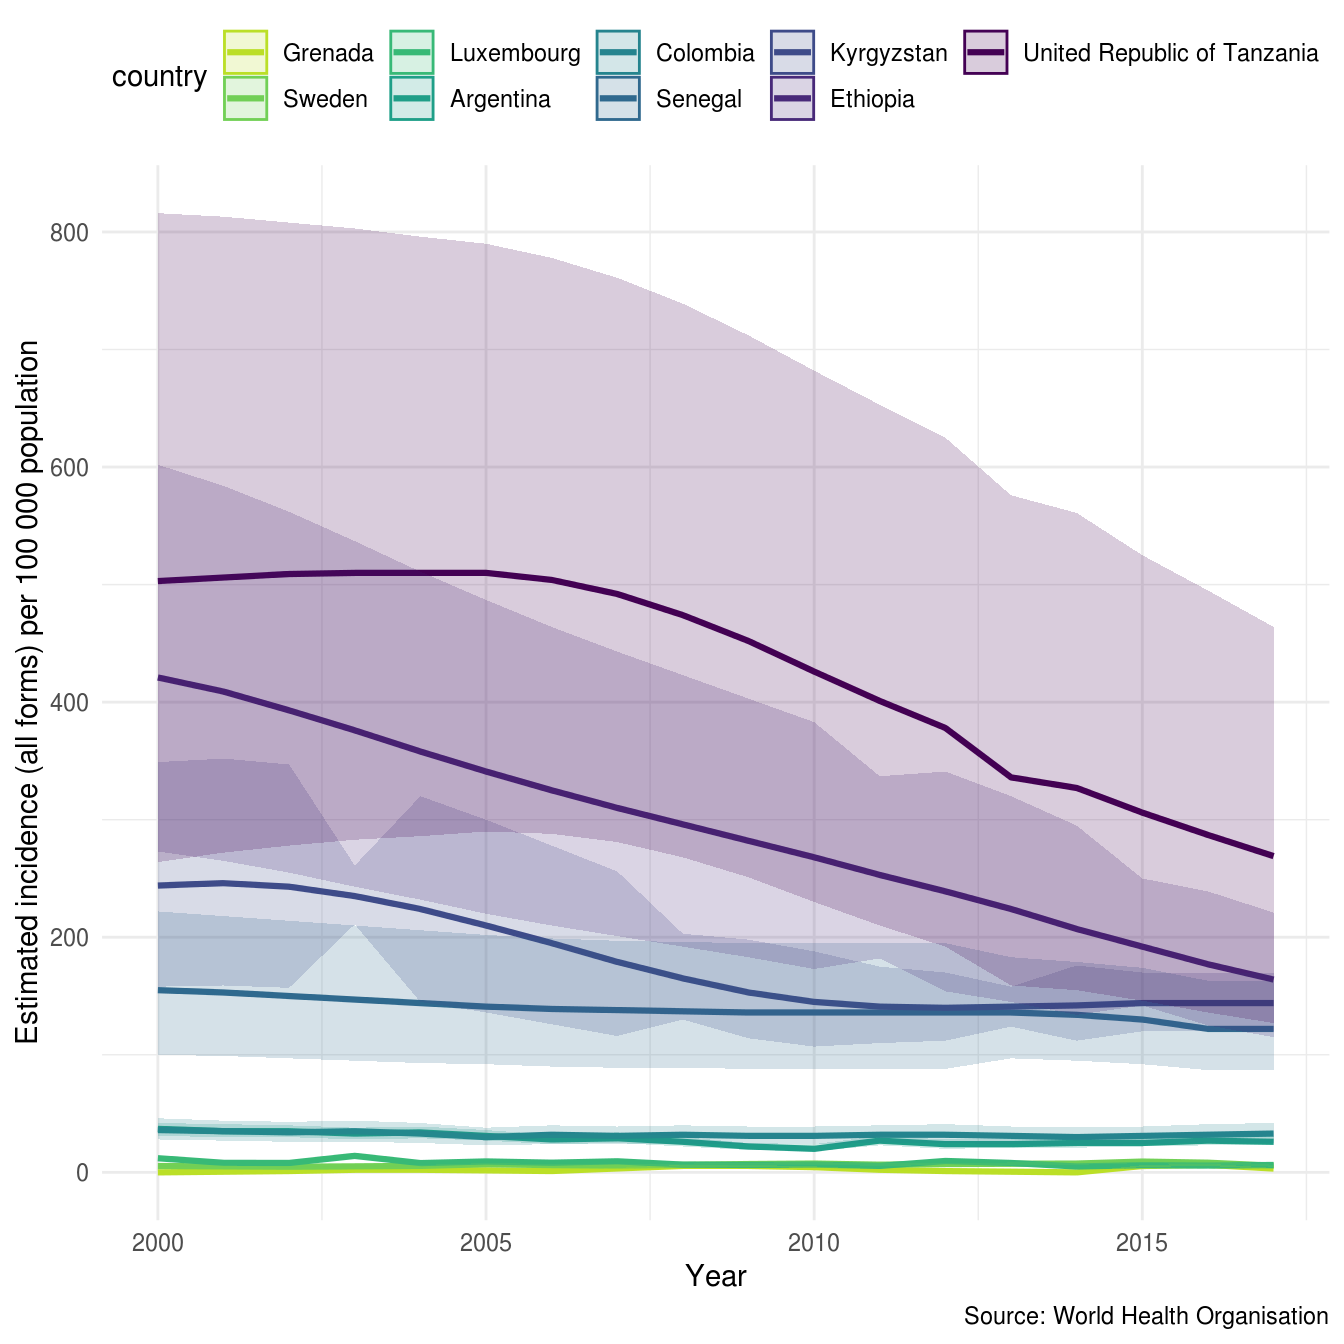 country
Grenada Luxembourg Colombia Kyrgyzstan United Republic of Tanzania
Sweden Argentina Senegal Ethiopia
Estimated incidence (all forms) per 100 000 population
800
600
400
200
0
2000 2005 2010 2015
Year
Source: World Health Organisation